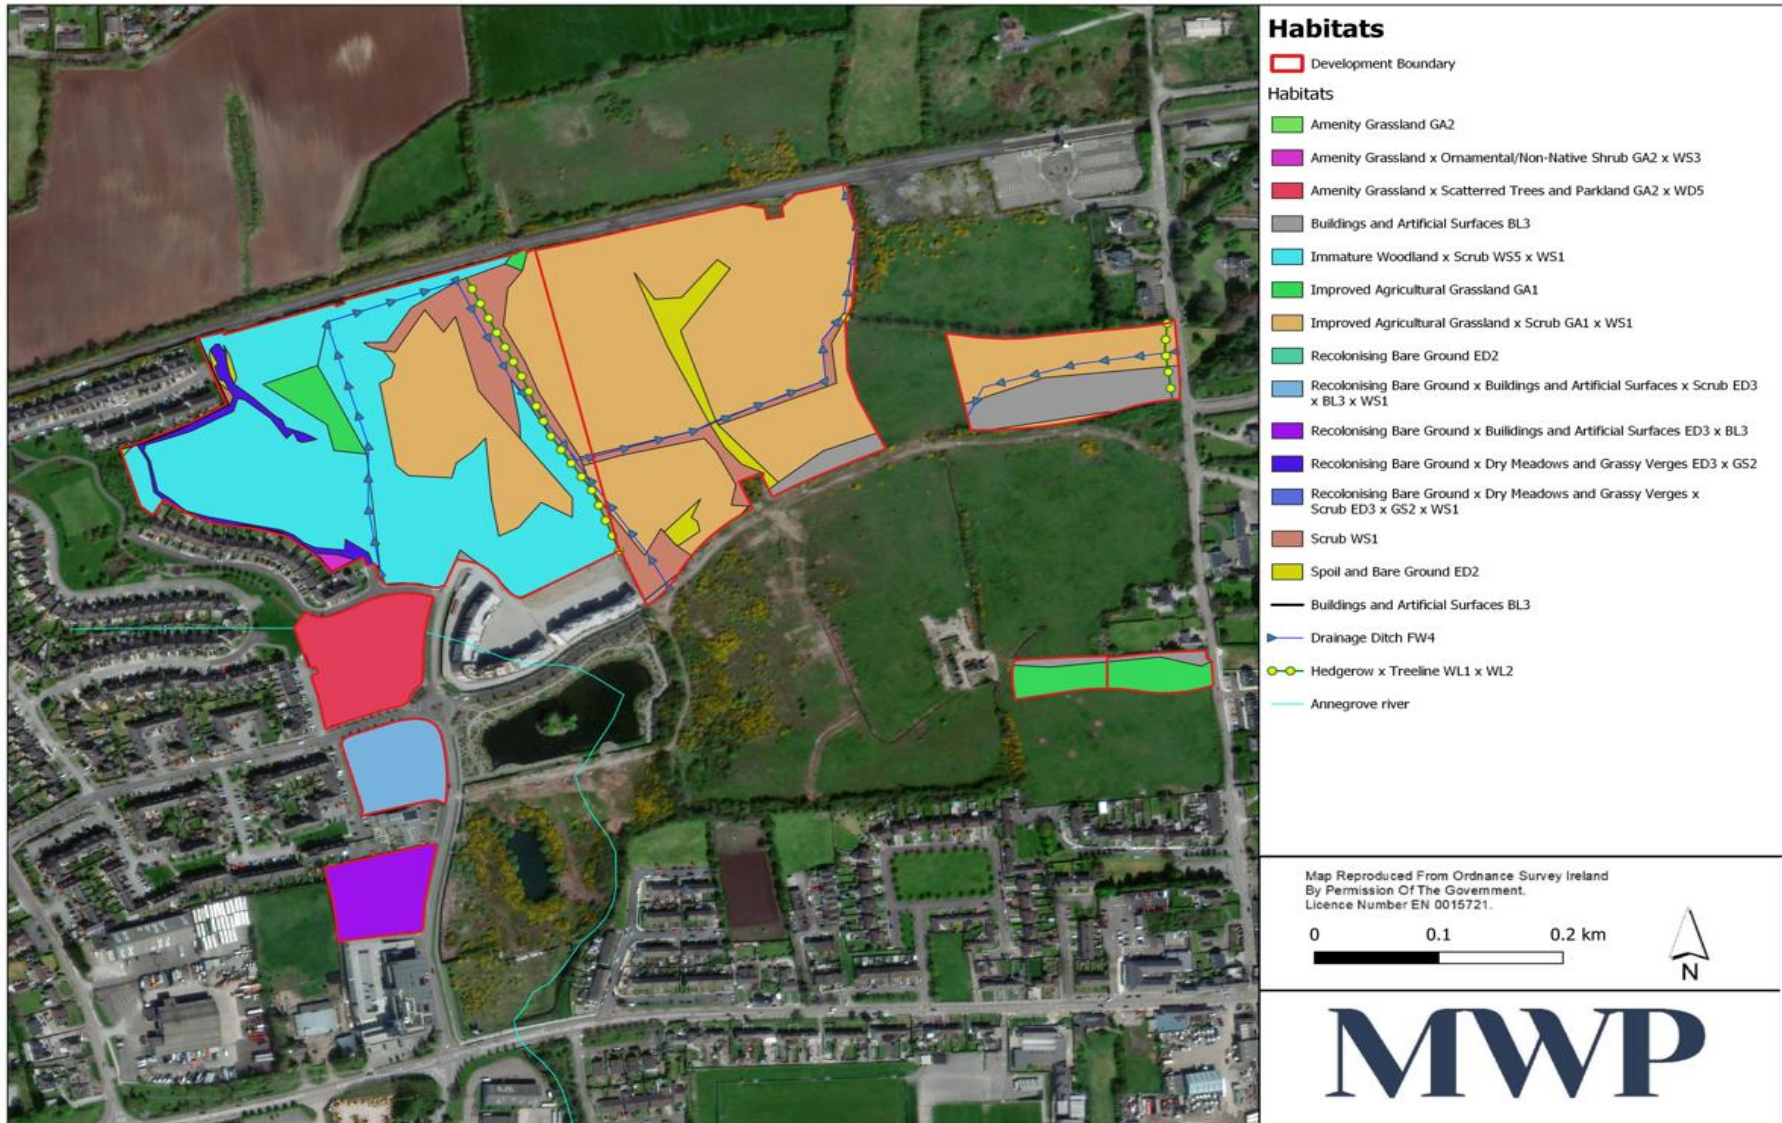 Habitats
Development Boundary
Habitats
Amenity Grassland GA2
Amenity Grassland x Ornamental/Non-Native Shrub GA2 x WS3
Amenity Grassland x Scatterred Trees and Parkland GA2 x WD5
Buildings and Artificial Surfaces BL3
Immature Woodland x Scrub WS5 x WS1
Improved Agricultural Grassland GA1
Improved Agricultural Grassland x Scrub GA1 x WS1
Recolonising Bare Ground ED2
Recolonising Bare Ground x Buildings and Artificial Surfaces x Scrub ED3
x BL3 x WS1
Recolonising Bare Ground x Builidings and Artificial Surfaces ED3 x BL3
Recolonising Bare Ground x Dry Meadows and Grassy Verges ED3 x GS2
Recolonising Bare Ground x Dry Meadows and Grassy Verges x
Scrub ED3 x GS2 x WS1
Scrub WS1
Spoil and Bare Ground ED2
Buildings and Artificial Surfaces BL3
Drainage Ditch FW4
Hedgerow x Treeline WL1 x WL2
Annegrove river
Map Reproduced From Ordnance Survey Ireland
By Permission Of The Government.
Licence Number EN 0015721.
0 0.1 0.2 km
N
MWP